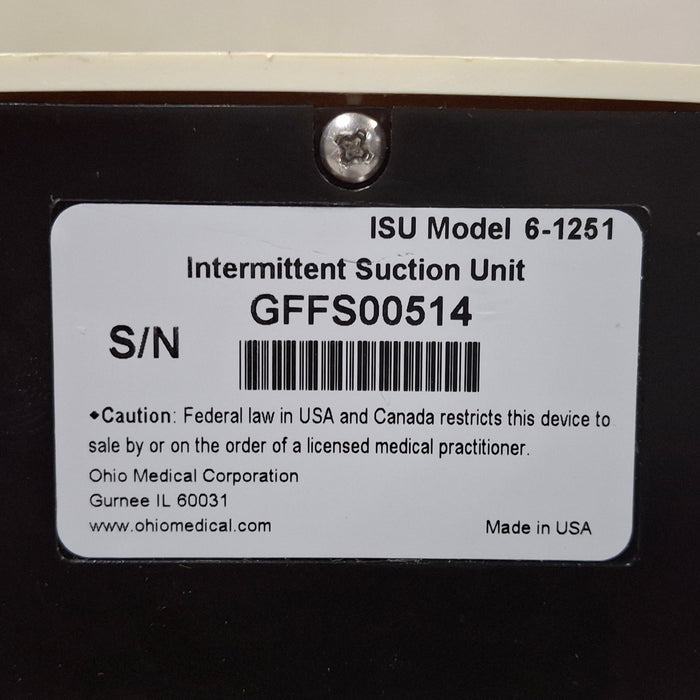 ISU Model 6-1251
Intermittent Suction Unit
GFFS00514
S/N
◆Caution: Federal law in USA and Canada restricts this device to
sale by or on the order of a licensed medical practitioner.
Ohio Medical Corporation
Gurnee IL 60031
www.ohiomedical.com
Made in USA